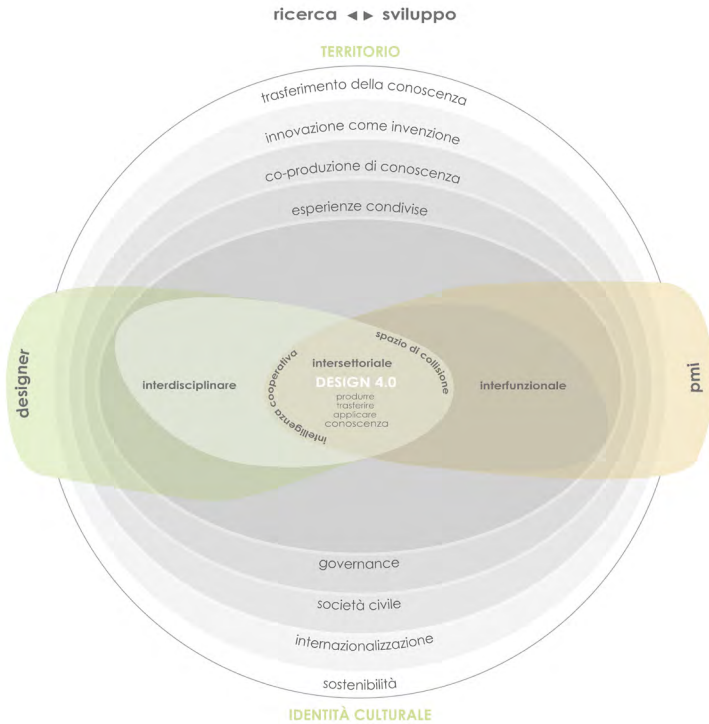 ricerca ◄ ► sviluppo
TERRITORIO
trasferimento della conoscenza
innovazione come invenzione
co-produzione di conoscenza
esperienze condivise
designer
interdisciplinare
intelligenza cooperativa
spazio di collisione
intersettoriale
DESIGN 4.0
produrre
trasferire
applicare
conoscenza
interfunzionale
pmi
governance
società civile
internazionalizzazione
sostenibilità
IDENTITÀ CULTURALE